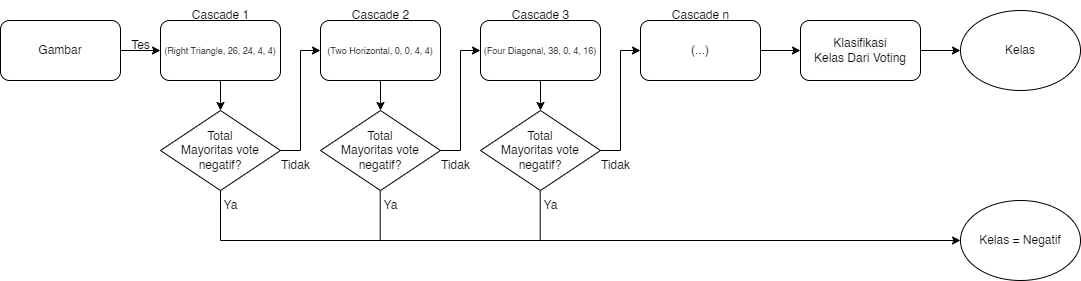 Cascade 1
Cascade 2
Cascade 3
Cascade n
Gambar
Tes
(Right Triangle, 26, 24, 4, 4)
(Two Horizontal, 0, 0, 4, 4)
(Four Diagonal, 38, 0, 4, 16)
(...)
Klasifikasi
Kelas Dari Voting
Kelas
Total
Mayoritas vote
negatif?
Tidak
Ya
Total
Mayoritas vote
negatif?
Tidak
Ya
Total
Mayoritas vote
negatif?
Tidak
Ya
Kelas = Negatif